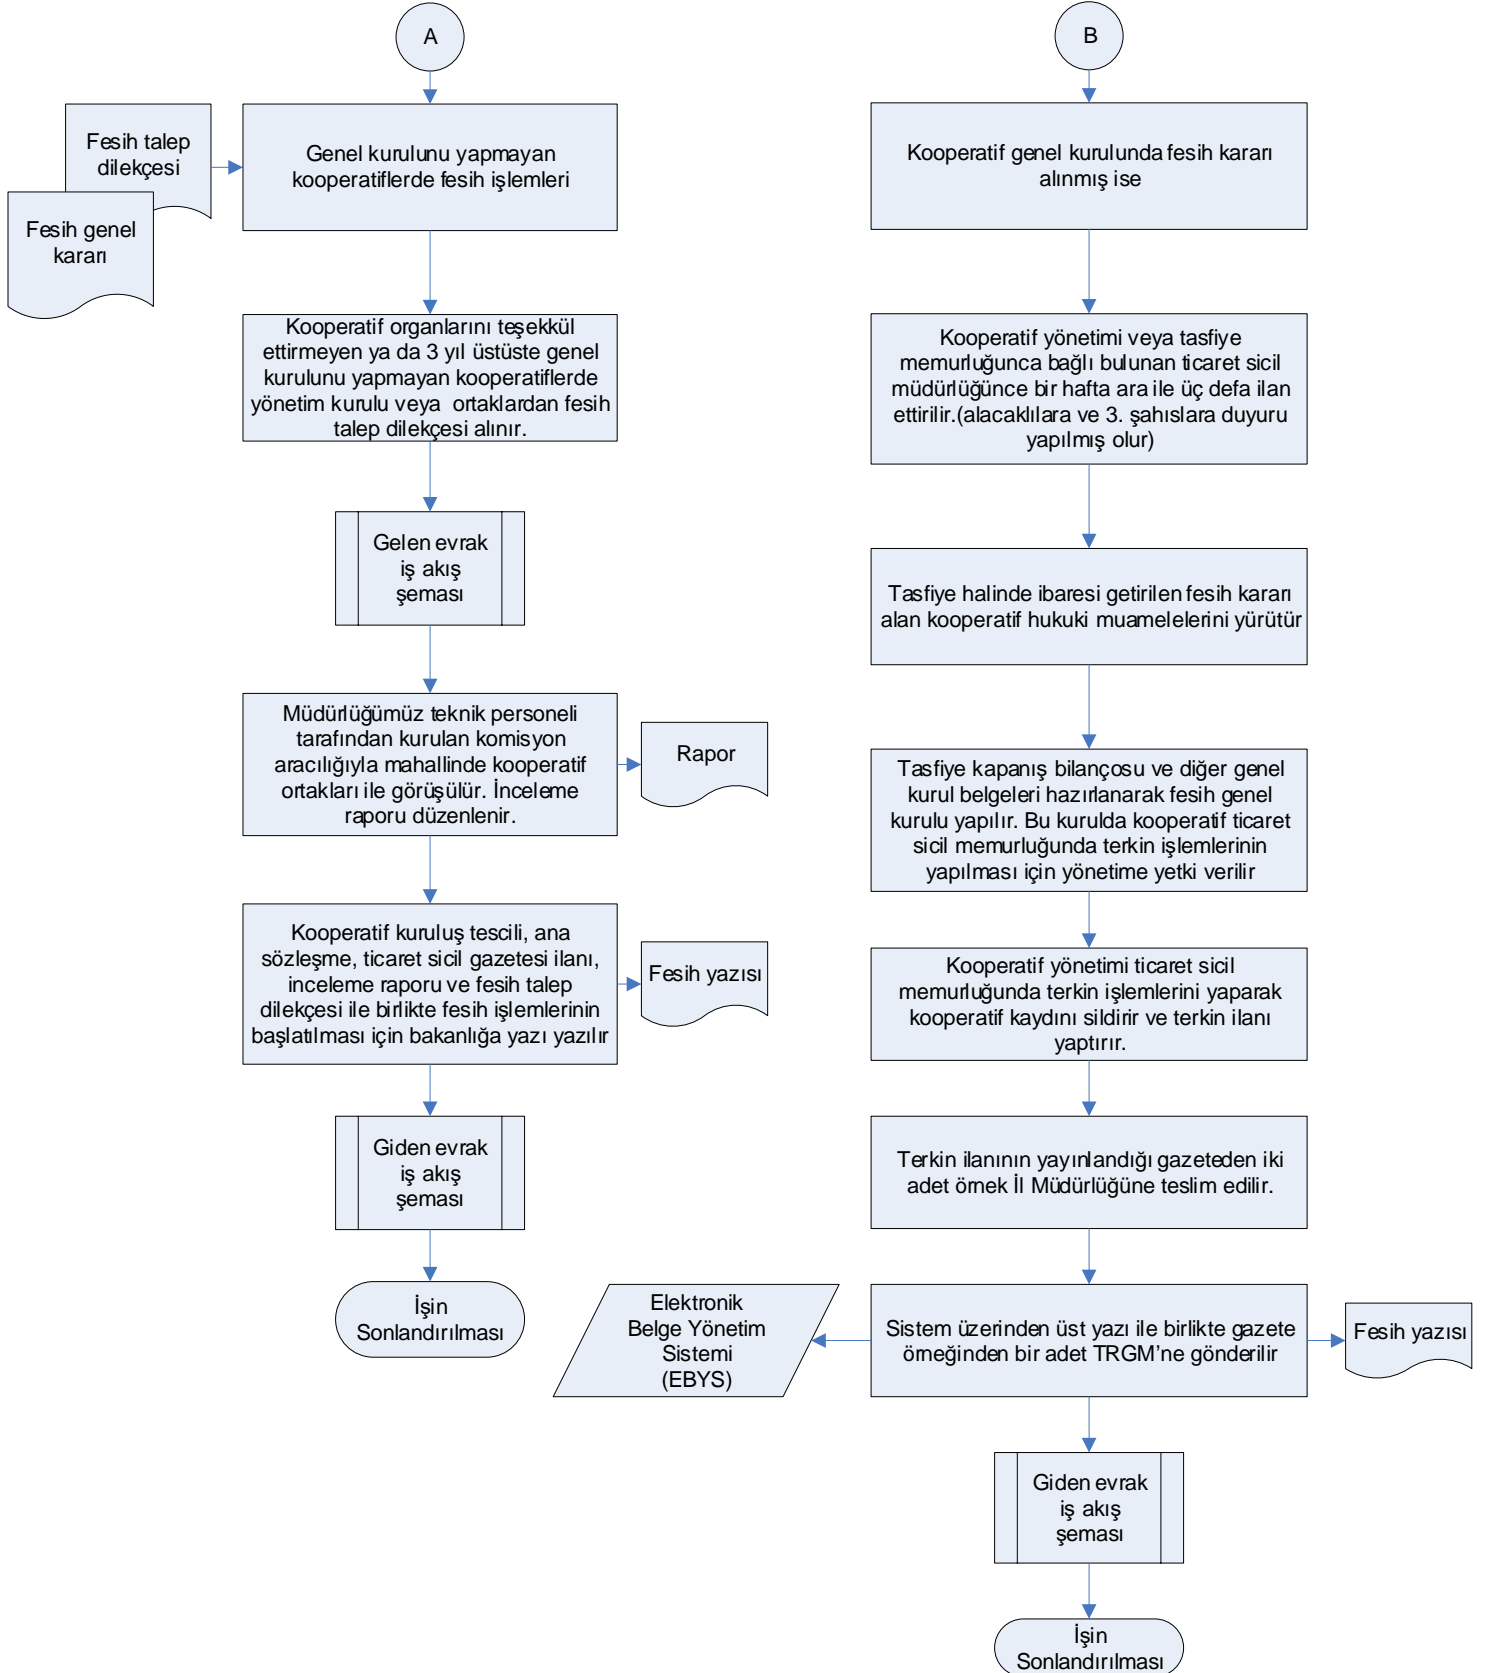 A
Fesih talep
dilekçesi
Fesih genel
kararı
Genel kurulunu yapmayan
kooperatiflerde fesih işlemleri
Kooperatif organlarını teşekkül
ettirmeyen ya da 3 yıl üstüste genel
kurulunu yapmayan kooperatiflerde
yönetim kurulu veya ortaklardan fesih
talep dilekçesi alınır.
Gelen evrak
iş akış
şeması
Müdürlüğümüz teknik personeli
tarafından kurulan komisyon
aracılığıyla mahallinde kooperatif
ortakları ile görüşülür. İnceleme
raporu düzenlenir.
Rapor
Kooperatif kuruluş tescili, ana
sözleşme, ticaret sicil gazetesi ilanı,
inceleme raporu ve fesih talep
dilekçesi ile birlikte fesih işlemlerinin
başlatılması için bakanlığa yazı yazılır
Fesih yazısı
Giden evrak
iş akış
şeması
İşin
Sonlandırılması
B
Kooperatif genel kurulunda fesih kararı
alınmış ise
Kooperatif yönetimi veya tasfiye
memurluğunca bağlı bulunan ticaret sicil
müdürlüğünce bir hafta ara ile üç defa ilan
ettirilir.(alacaklılara ve 3. şahıslara duyuru
yapılmış olur)
Tasfiye halinde ibaresi getirilen fesih kararı
alan kooperatif hukuki muamelelerini yürütür
Tasfiye kapanış bilançosu ve diğer genel
kurul belgeleri hazırlanarak fesih genel
kurulu yapılır. Bu kurulda kooperatif ticaret
sicil memurluğunda terkin işlemlerinin
yapılması için yönetime yetki verilir
Kooperatif yönetimi ticaret sicil
memurluğunda terkin işlemlerini yaparak
kooperatif kaydını sildirir ve terkin ilanı
yaptırır.
Terkin ilanının yayınlandığı gazeteden iki
adet örnek İl Müdürlüğüne teslim edilir.
Elektronik
Belge Yönetim
Sistemi
(EBYS)
Sistem üzerinden üst yazı ile birlikte gazete
örneğinden bir adet TRGM’ne gönderilir
Fesih yazısı
Giden evrak
iş akış
şeması
İşin
Sonlandırılması